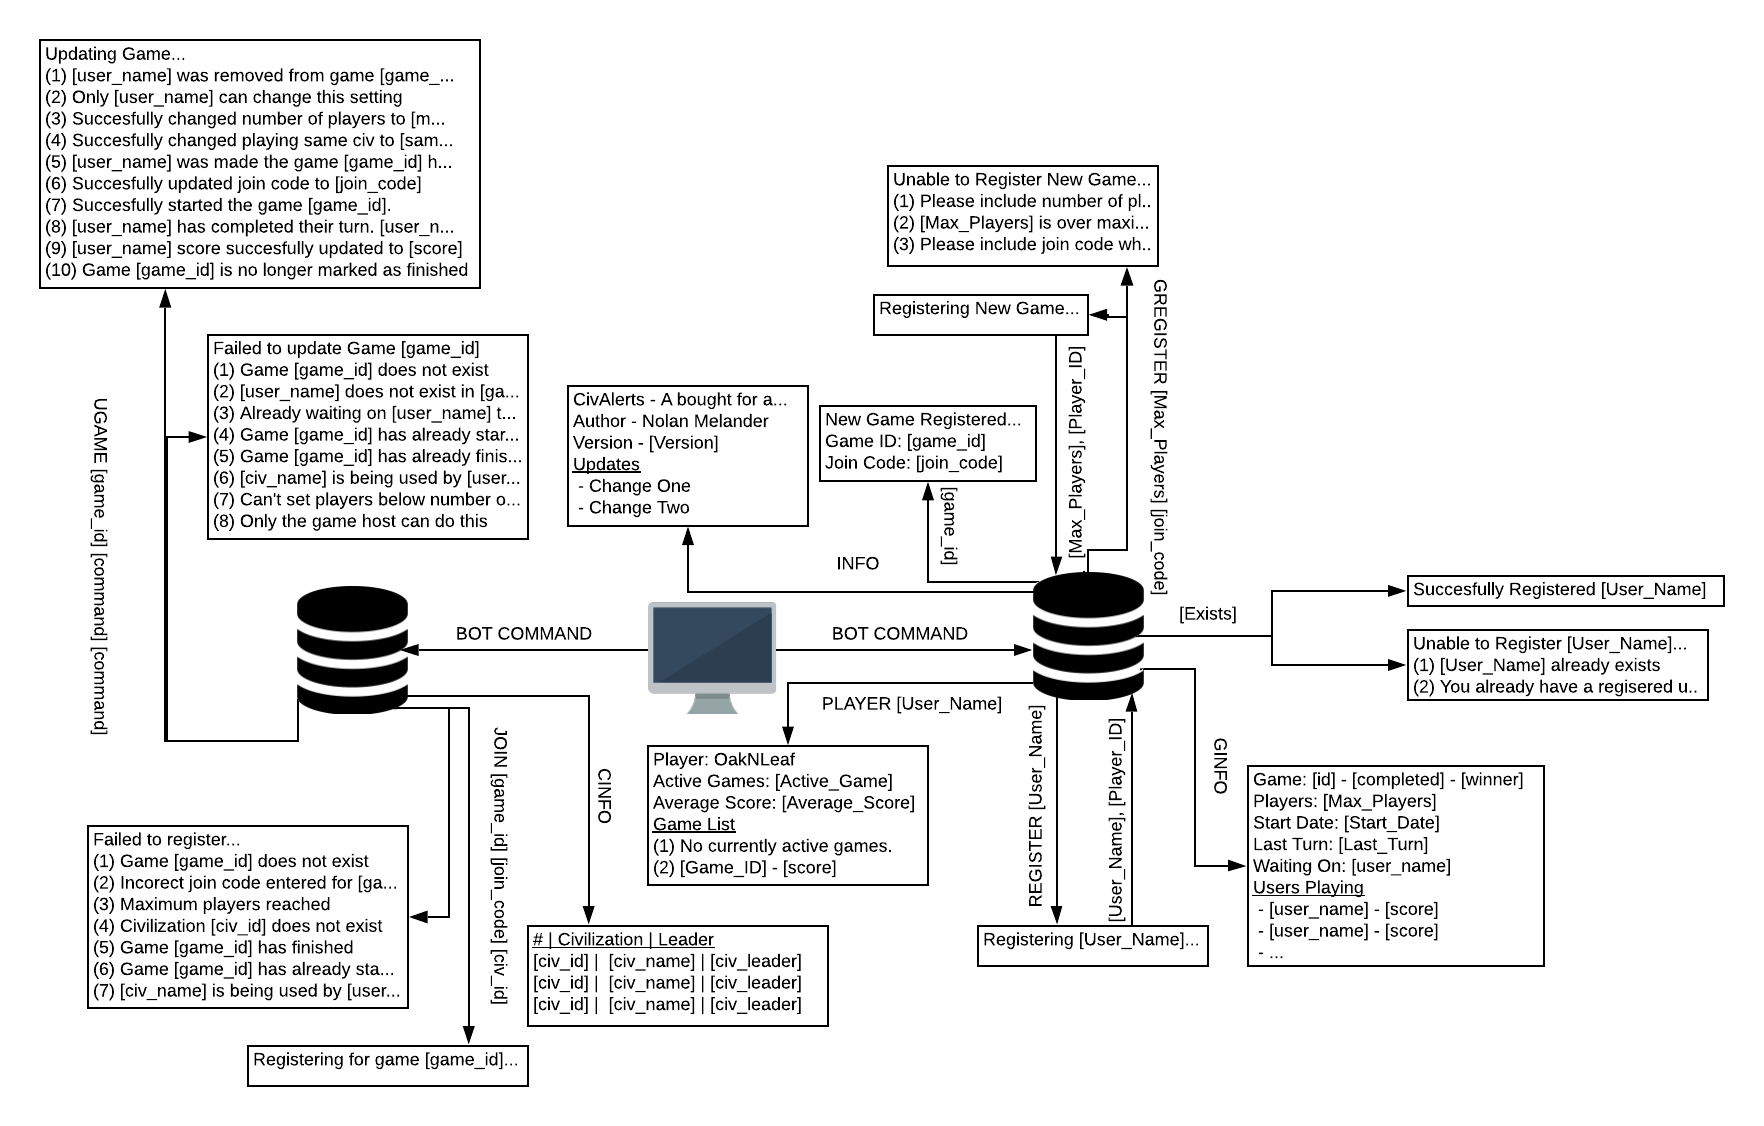 Updating Game...
(1) [user_name] was removed from game [game_...
(2) Only [user_name] can change this setting
(3) Succesfully changed number of players to [m...
(4) Succesfully changed playing same civ to [sam...
(5) [user_name] was made the game [game_id] h...
(6) Succesfully updated join code to [join_code]
(7) Succesfully started the game [game_id].
(8) [user_name] has completed their turn. [user_n...
(9) [user_name] score succesfully updated to [score]
(10) Game [game_id] is no longer marked as finished
Unable to Register New Game...
(1) Please include number of pl..
(2) [Max_Players] is over maxi...
(3) Please include join code wh..
Registering New Game...
GREGISTER [Max_Players] [join_code]
[Max_Players], [Player_ID]
Failed to update Game [game_id]
(1) Game [game_id] does not exist
(2) [user_name] does not exist in [ga...
(3) Already waiting on [user_name] t...
(4) Game [game_id] has already star...
(5) Game [game_id] has already finis...
(6) [civ_name] is being used by [user...
(7) Can't set players below number o...
(8) Only the game host can do this
UGAME [game_id] [command] [command]
CivAlerts - A bought for a...
Author - Nolan Melander
Version - [Version]
Updates
- Change One
- Change Two
New Game Registered...
Game ID: [game_id]
Join Code: [join_code]
[game_id]
INFO
BOT COMMAND
BOT COMMAND
[Exists]
Succesfully Registered [User_Name]
Unable to Register [User_Name]...
(1) [User_Name] already exists
(2) You already have a regisered u..
PLAYER [User_Name]
Player: OakNLeaf
Active Games: [Active_Game]
Average Score: [Average_Score]
Game List
(1) No currently active games.
(2) [Game_ID] - [score]
REGISTER [User_Name]
[User_Name], [Player_ID]
GINFO
Game: [id] - [completed] - [winner]
Players: [Max_Players]
Start Date: [Start_Date]
Last Turn: [Last_Turn]
Waiting On: [user_name]
Users Playing
- [user_name] - [score]
- [user_name] - [score]
- ...
JOIN [game_id] [join_code] [civ_id]
CINFO
Failed to register...
(1) Game [game_id] does not exist
(2) Incorect join code entered for [ga...
(3) Maximum players reached
(4) Civilization [civ_id] does not exist
(5) Game [game_id] has finished
(6) Game [game_id] has already sta...
(7) [civ_name] is being used by [user...
# | Civilization | Leader
[civ_id] | [civ_name] | [civ_leader]
[civ_id] | [civ_name] | [civ_leader]
[civ_id] | [civ_name] | [civ_leader]
Registering [User_Name]...
Registering for game [game_id]...